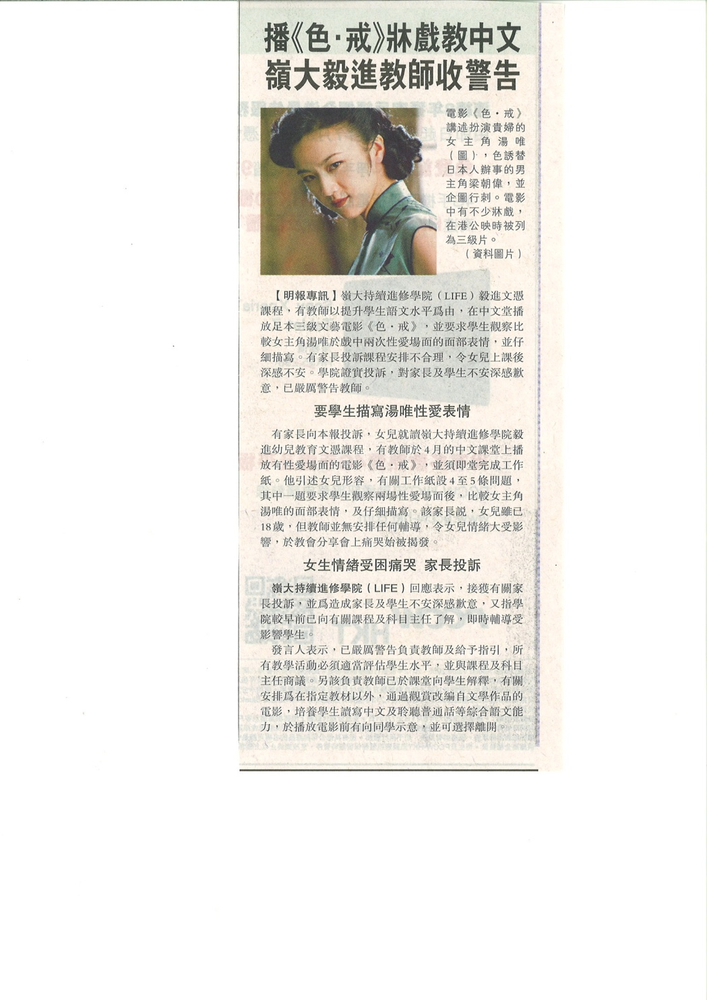 播《色·戒》牀戲教中文
嶺大毅進教師收警告
電影《色·戒》
講述扮演貴婦的
女主角湯唯
（圖），色誘替
日本人辦事的男
主角梁朝偉，並
企圖行刺。電影
中有不少牀戲，
在港公映時被列
為三級片。
（資料圖片）
【明報專訊】嶺大持續進修學院（LIFE）毅進文憑
課程，有教師以提升學生語文水平爲由，在中文堂播
放足本三級文藝電影《色·戒》，並要求學生觀察比
較女主角湯唯於戲中兩次性愛場面的面部表情，並仔
細描寫。有家長投訴課程安排不合理，令女兒上課後
深感不安。學院證實投訴，對家長及學生不安深感歉
意，已嚴厲警告教師。
要學生描寫湯唯性愛表情
有家長向本報投訴，女兒就讀嶺大持續進修學院毅
進幼兒教育文憑課程，有教師於4月的中文課堂上播
放有性愛場面的電影《色·戒》，並須即堂完成工作
紙。他引述女兒形容，有關工作紙設4至5條問題，
其中一題要求學生觀察兩場性愛場面後，比較女主角
湯唯的面部表情，及仔細描寫。該家長説，女兒雖已
18歲，但教師並無安排任何輔導，令女兒情緒大受影
響，於教會分享會上痛哭始被揭發。
女生情緒受困痛哭 家長投訴
嶺大持續進修學院（LIFE）回應表示，接獲有關家
長投訴，並爲造成家長及學生不安深感歉意，又指學
院較早前已向有關課程及科目主任了解，即時輔導受
影響學生。
發言人表示，已嚴厲警告負責教師及給予指引，所
有教學活動必須適當評估學生水平，並與課程及科目
主任商議。另該負責教師已於課堂向學生解釋，有關
安排爲在指定教材以外，通過觀賞改編自文學作品的
電影，培養學生讀寫中文及聆聽普通話等綜合語文能
力，於播放電影前有向同學示意，並可選擇離開。